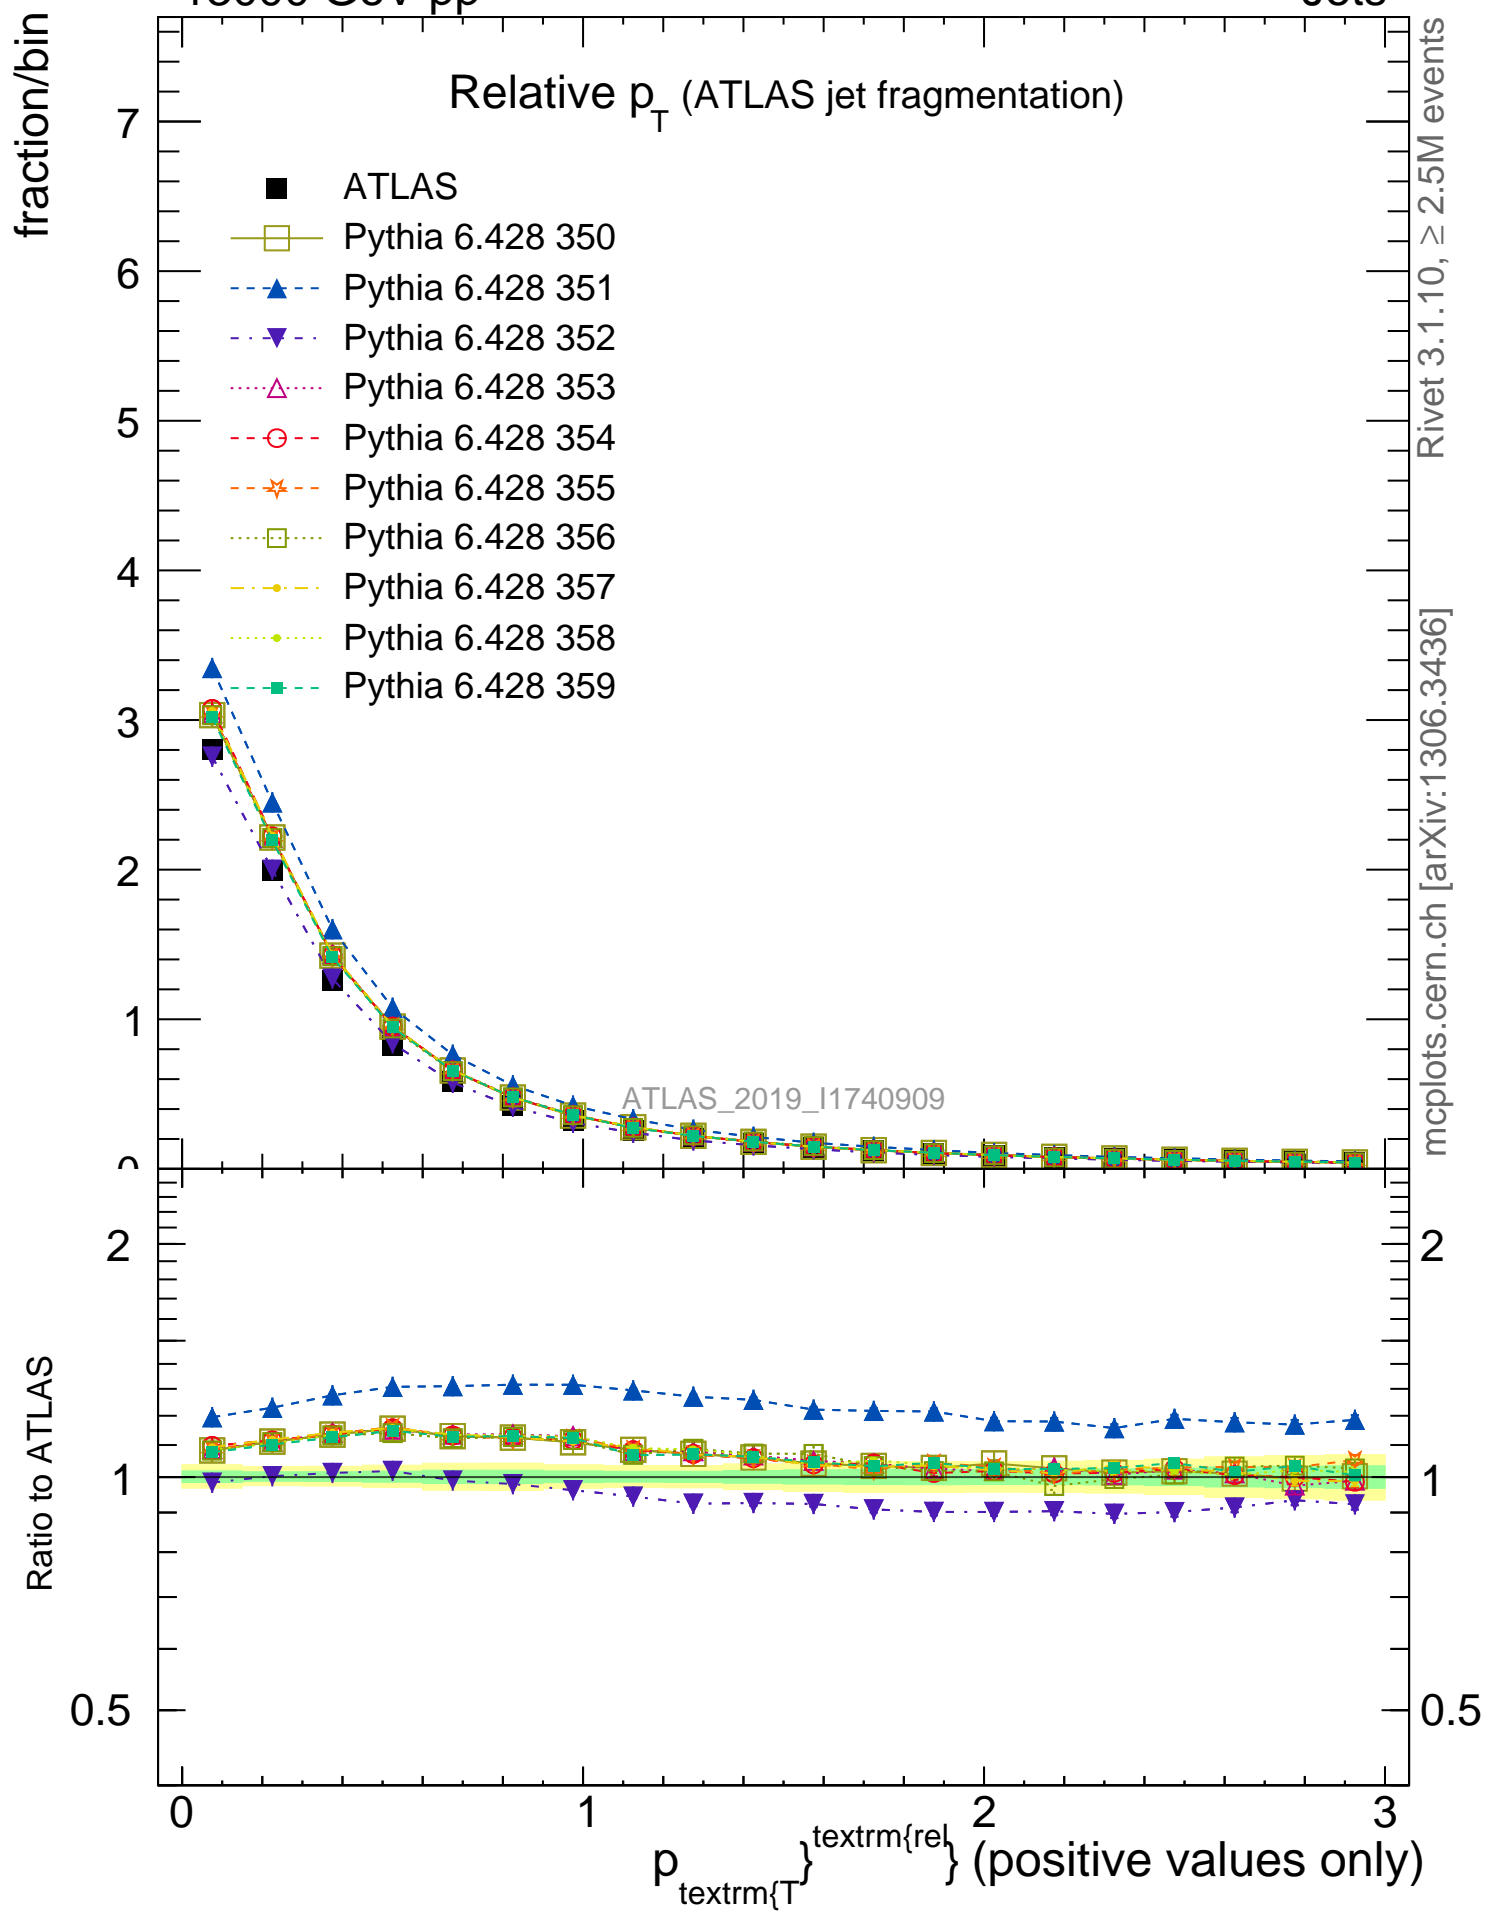 fraction/bin
Relative pT (ATLAS jet fragmentation)
7
6
5
4
3
2
1
0
ATLAS
Pythia 6.428 350
Pythia 6.428 351
Pythia 6.428 352
Pythia 6.428 353
Pythia 6.428 354
Pythia 6.428 355
Pythia 6.428 356
Pythia 6.428 357
Pythia 6.428 358
Pythia 6.428 359
ATLAS_2019_I1740909
Rivet 3.1.10, ≥ 2.5M events
mcplots.cern.ch [arXiv:1306.3436]
Ratio to ATLAS
2
1
0.5
2
1
0.5
0 1 2 3
p textrm{T} textrm{rel} (positive values only)